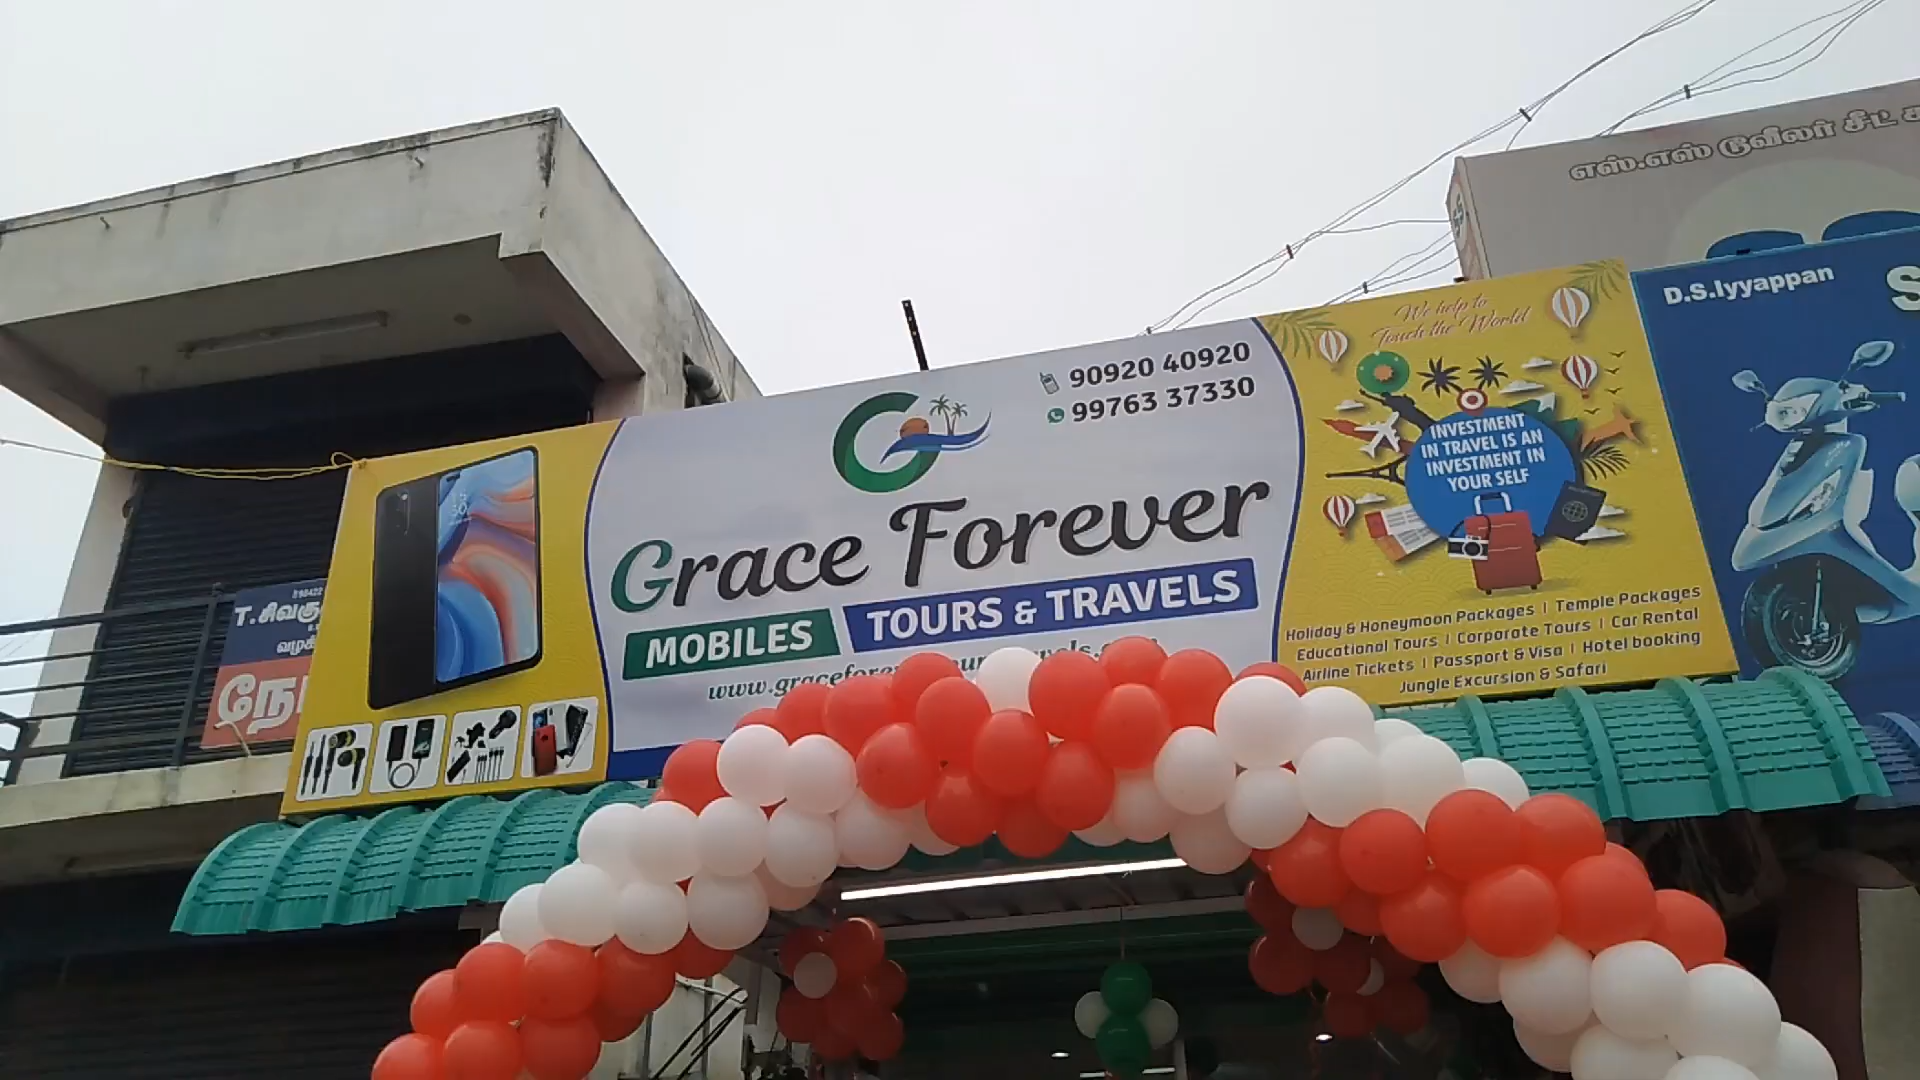 எஸ்.எஸ் டூவீலர் சீட்
D.S.Iyyappan
S
90920 40920
99763 37330
Grace Forever
MOBILES TOURS & TRAVELS
We help to
Touch the World
INVESTMENT
IN TRAVEL IS AN
INVESTMENT IN
YOUR SELF
Holiday & Honeymoon Packages | Temple Packages
Educational Tours | Corporate Tours | Car Rental
Airline Tickets | Passport & Visa | Hotel booking
Jungle Excursion & Safari
98422
T.சிவகு
வழக்
நோ